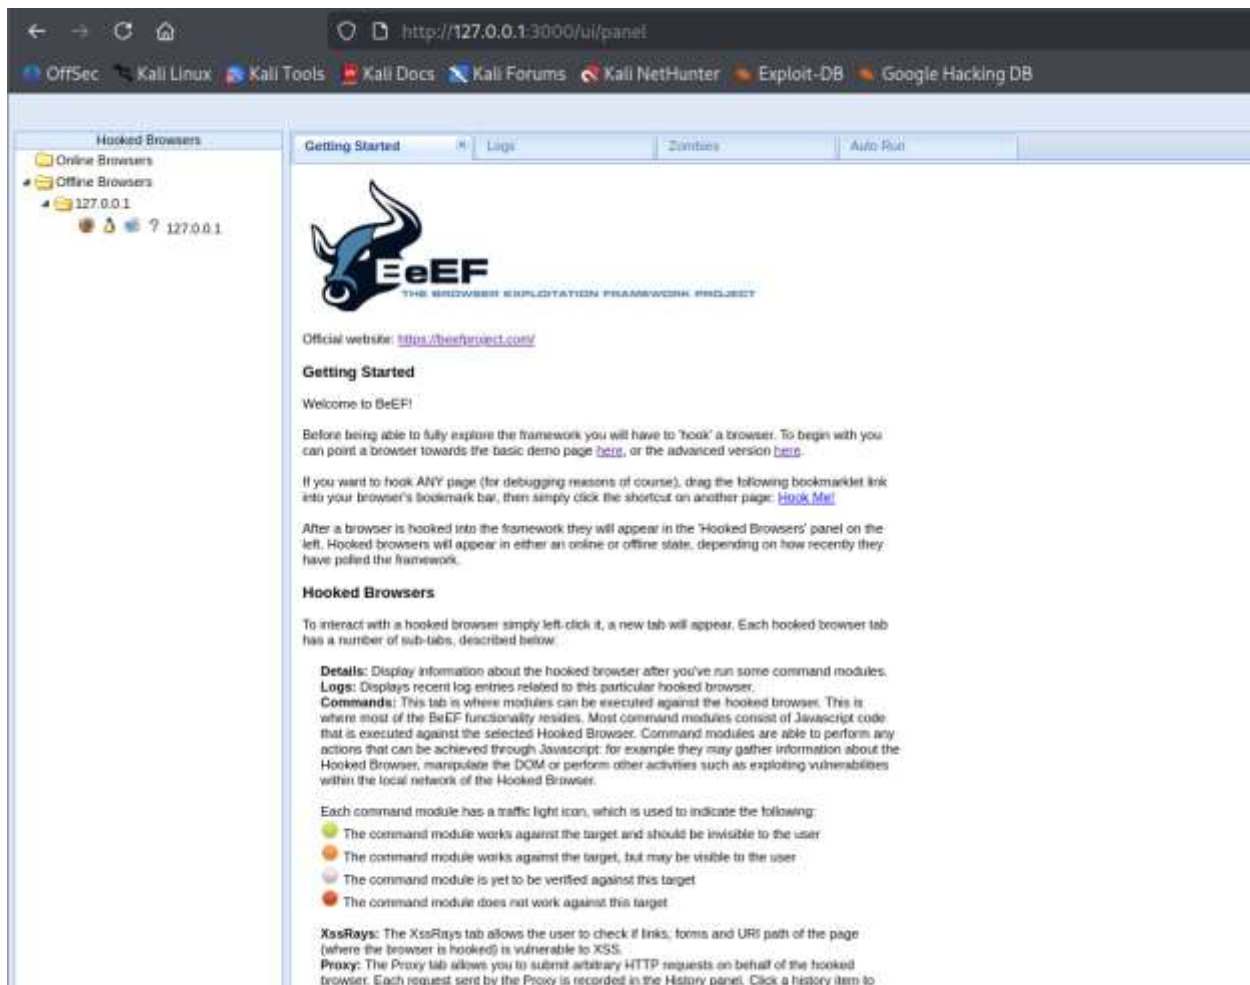 http://127.0.0.1:3000/ui/panel
OffSec Kali Linux Kali Tools Kali Docs Kali Forums Kali NetHunter Exploit-DB Google Hacking DB
Hooked Browsers
Online Browsers
Offline Browsers
127.0.0.1
? 127.0.0.1
Getting Started Logs Zombies Auto Run
BeEF
THE BROWSER EXPLOITATION FRAMEWORK PROJECT
Official website: https://beefproject.com/
Getting Started
Welcome to BeEF!
Before being able to fully explore the framework you will have to 'hook' a browser. To begin with you
can point a browser towards the basic demo page here, or the advanced version here.
If you want to hook ANY page (for debugging reasons of course), drag the following bookmarklet link
into your browser's bookmark bar, then simply click the shortcut on another page: Hook Me!
After a browser is hooked into the framework they will appear in the 'Hooked Browsers' panel on the
left. Hooked browsers will appear in either an online or offline state, depending on how recently they
have polled the framework.
Hooked Browsers
To interact with a hooked browser simply left-click it, a new tab will appear. Each hooked browser tab
has a number of sub-tabs, described below:
Details: Display information about the hooked browser after you've run some command modules.
Logs: Displays recent log entries related to this particular hooked browser.
Commands: This tab is where modules can be executed against the hooked browser. This is
where most of the BeEF functionality resides. Most command modules consist of Javascript code
that is executed against the selected Hooked Browser. Command modules are able to perform any
actions that can be achieved through Javascript: for example they may gather information about the
Hooked Browser, manipulate the DOM or perform other activities such as exploiting vulnerabilities
within the local network of the Hooked Browser.
Each command module has a traffic light icon, which is used to indicate the following:
The command module works against the target and should be invisible to the user
The command module works against the target, but may be visible to the user
The command module is yet to be verified against this target
The command module does not work against this target
XssRays: The XssRays tab allows the user to check if links, forms and URI path of the page
(where the browser is hooked) is vulnerable to XSS.
Proxy: The Proxy tab allows you to submit arbitrary HTTP requests on behalf of the hooked
browser. Each request sent by the Proxy is recorded in the History panel. Click a history item to